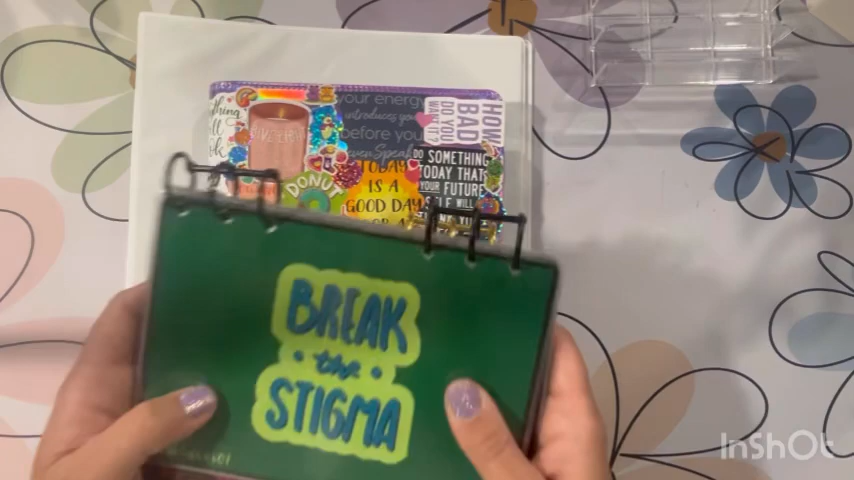 your energy
introduces you
before you
even Speak
HOW
BAD
DO YOU
WANT IT?
DO SOMETHING
TODAY THAT
YOUR FUTURE
SELF WILL
DONUT
TODAY
IS A
GOOD DAY
BREAK
the
STIGMA
INSHOT